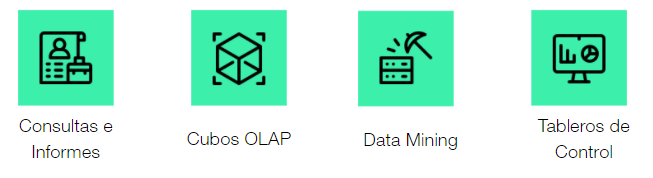 Consultas e
Informes
Cubos OLAP
Data Mining
Tableros de
Control